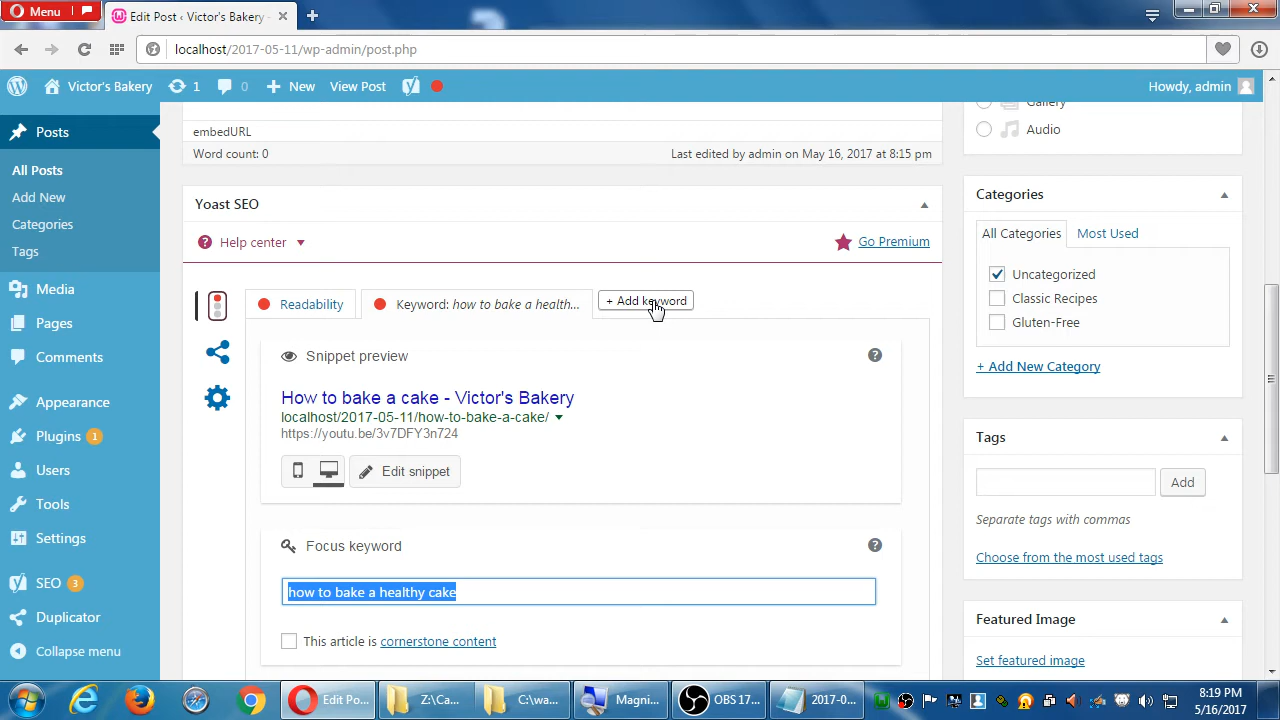 Menu
Edit Post ‹ Victor's Bakery -
localhost/2017-05-11/wp-admin/post.php
Victor's Bakery
1
0
New
View Post
Howdy, admin
Posts
All Posts
Add New
Categories
Tags
Media
Pages
Comments
Appearance
Plugins 1
Users
Tools
Settings
SEO 3
Duplicator
Collapse menu
embedURL
Word count: 0
Last edited by admin on May 16, 2017 at 8:15 pm
Yoast SEO
Help center
Go Premium
Readability
Keyword: how to bake a health...
+ Add keyword
Snippet preview
How to bake a cake - Victor's Bakery
localhost/2017-05-11/how-to-bake-a-cake/
https://youtu.be/3v7DFY3n724
Edit snippet
Focus keyword
how to bake a healthy cake
This article is cornerstone content
Gallery
Audio
Categories
All Categories
Most Used
Uncategorized
Classic Recipes
Gluten-Free
+ Add New Category
Tags
Add
Separate tags with commas
Choose from the most used tags
Featured Image
Set featured image
Edit Po...
Z:\Ca...
C:\wa...
Magni...
OBS 17...
2017-0...
8:19 PM
5/16/2017